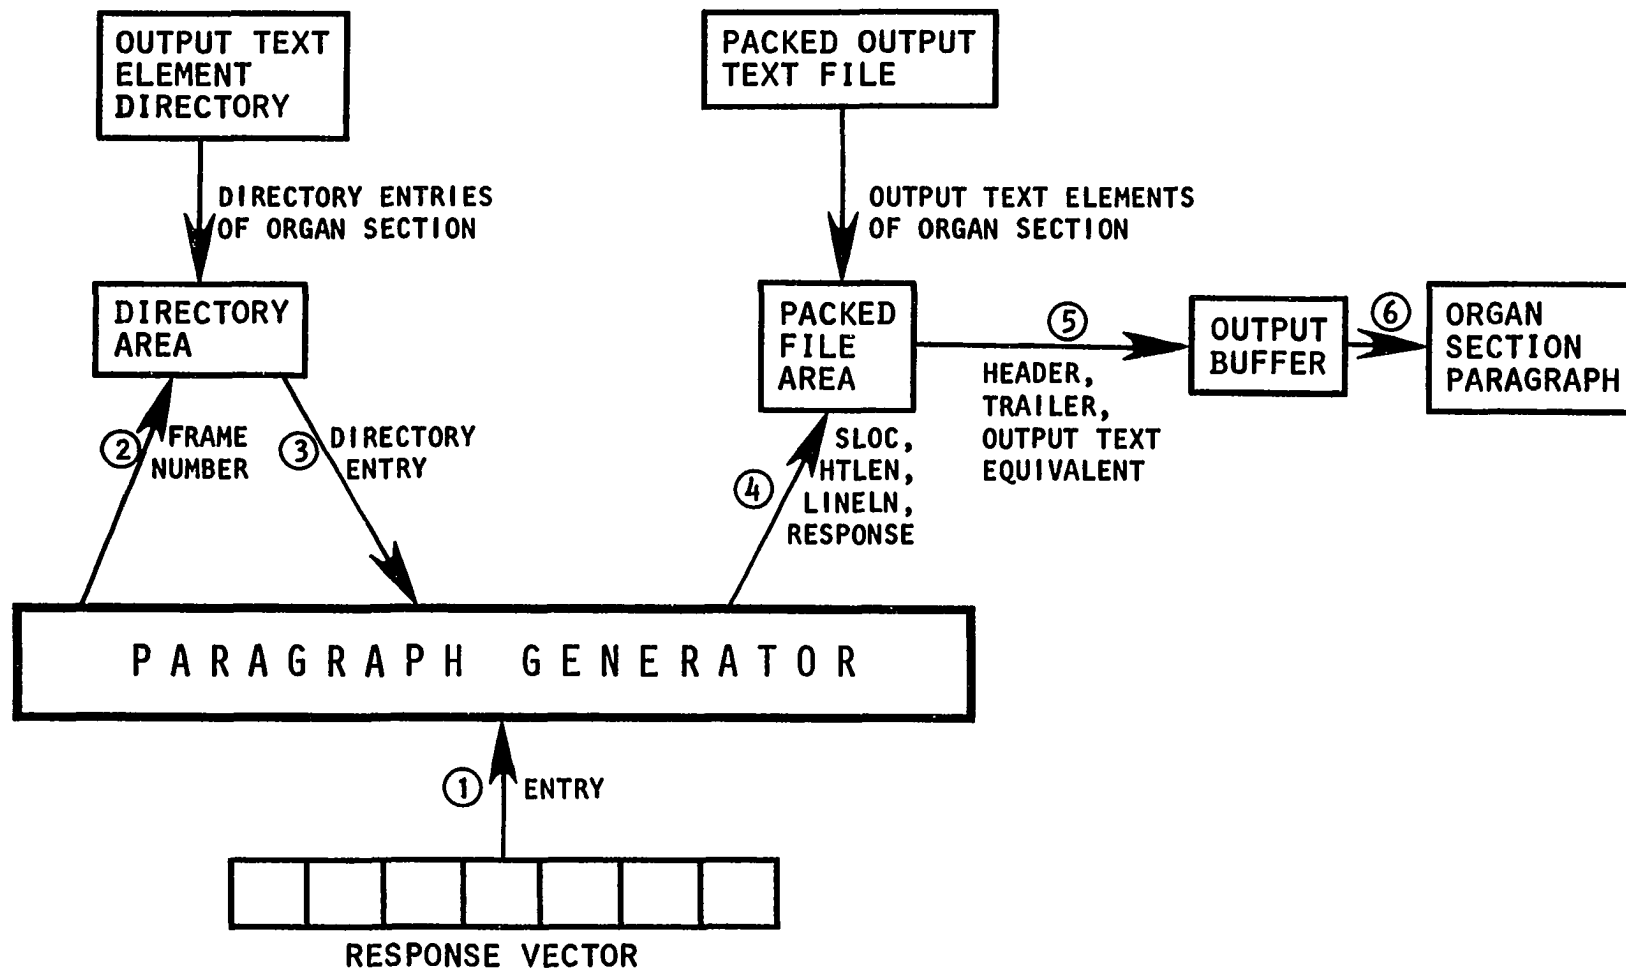 OUTPUT TEXT
ELEMENT
DIRECTORY
PACKED OUTPUT
TEXT FILE
DIRECTORY ENTRIES
OF ORGAN SECTION
OUTPUT TEXT ELEMENTS
OF ORGAN SECTION
DIRECTORY
AREA
PACKED
FILE
AREA
5
HEADER,
TRAILER,
OUTPUT TEXT
EQUIVALENT
OUTPUT
BUFFER
6
ORGAN
SECTION
PARAGRAPH
2
FRAME
NUMBER
3
DIRECTORY
ENTRY
4
SLOC,
HTLEN,
LINELN,
RESPONSE
PARAGRAPH GENERATOR
1
ENTRY
RESPONSE VECTOR